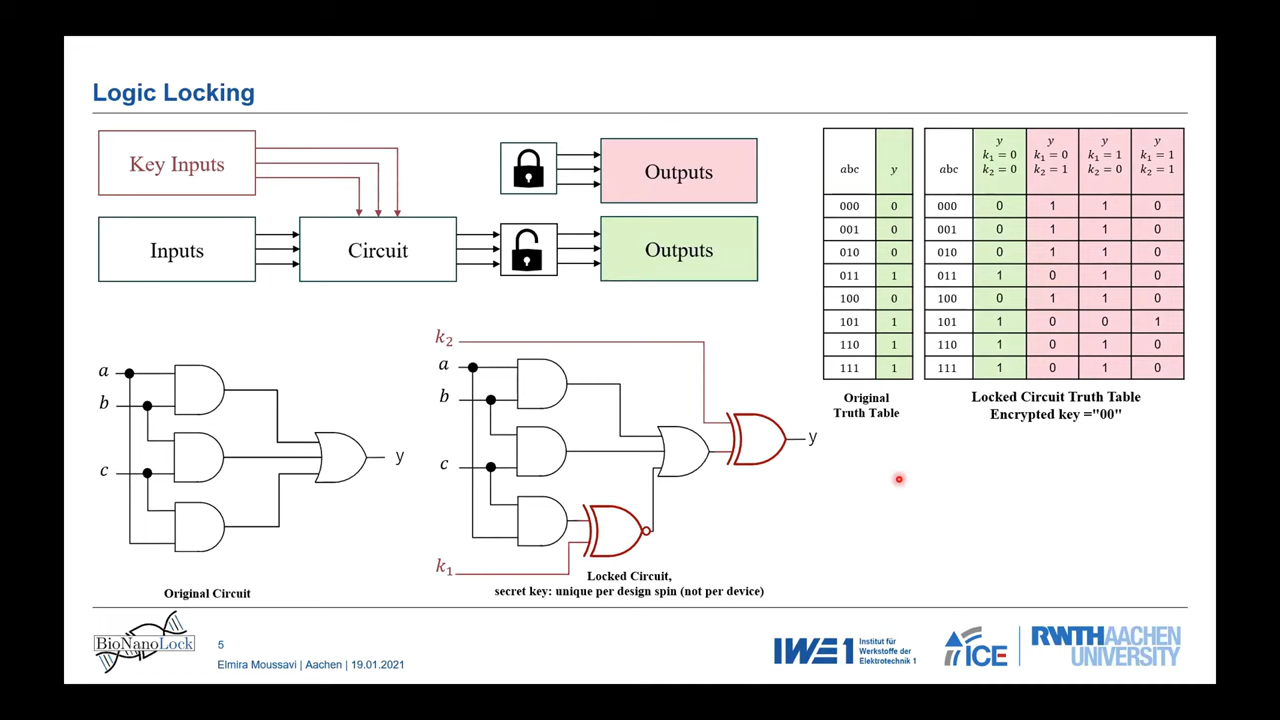 Logic Locking
Key Inputs
Inputs
Circuit
Outputs
Outputs
abc y
000 0
001 0
010 0
011 1
100 0
101 1
110 1
111 1
Original
Truth Table
y y y y
k₁ = 0 k₁ = 0 k₁ = 1 k₁ = 1
abc k₂ = 0 k₂ = 1 k₂ = 0 k₂ = 1
000 0 1 1 0
001 0 1 1 0
010 0 1 1 0
011 1 0 1 0
100 0 1 1 0
101 1 0 0 1
110 1 0 1 0
111 1 0 1 0
Locked Circuit Truth Table
Encrypted key ="00"
a
b
c
y
Original Circuit
k₂
a
b
c
k₁
y
Locked Circuit,
secret key: unique per design spin (not per device)
BioNanoLock
5
Elmira Moussavi | Aachen | 19.01.2021
IWE1
Institut für
Werkstoffe der
Elektrotechnik 1
ICE
RWTHAACHEN
UNIVERSITY